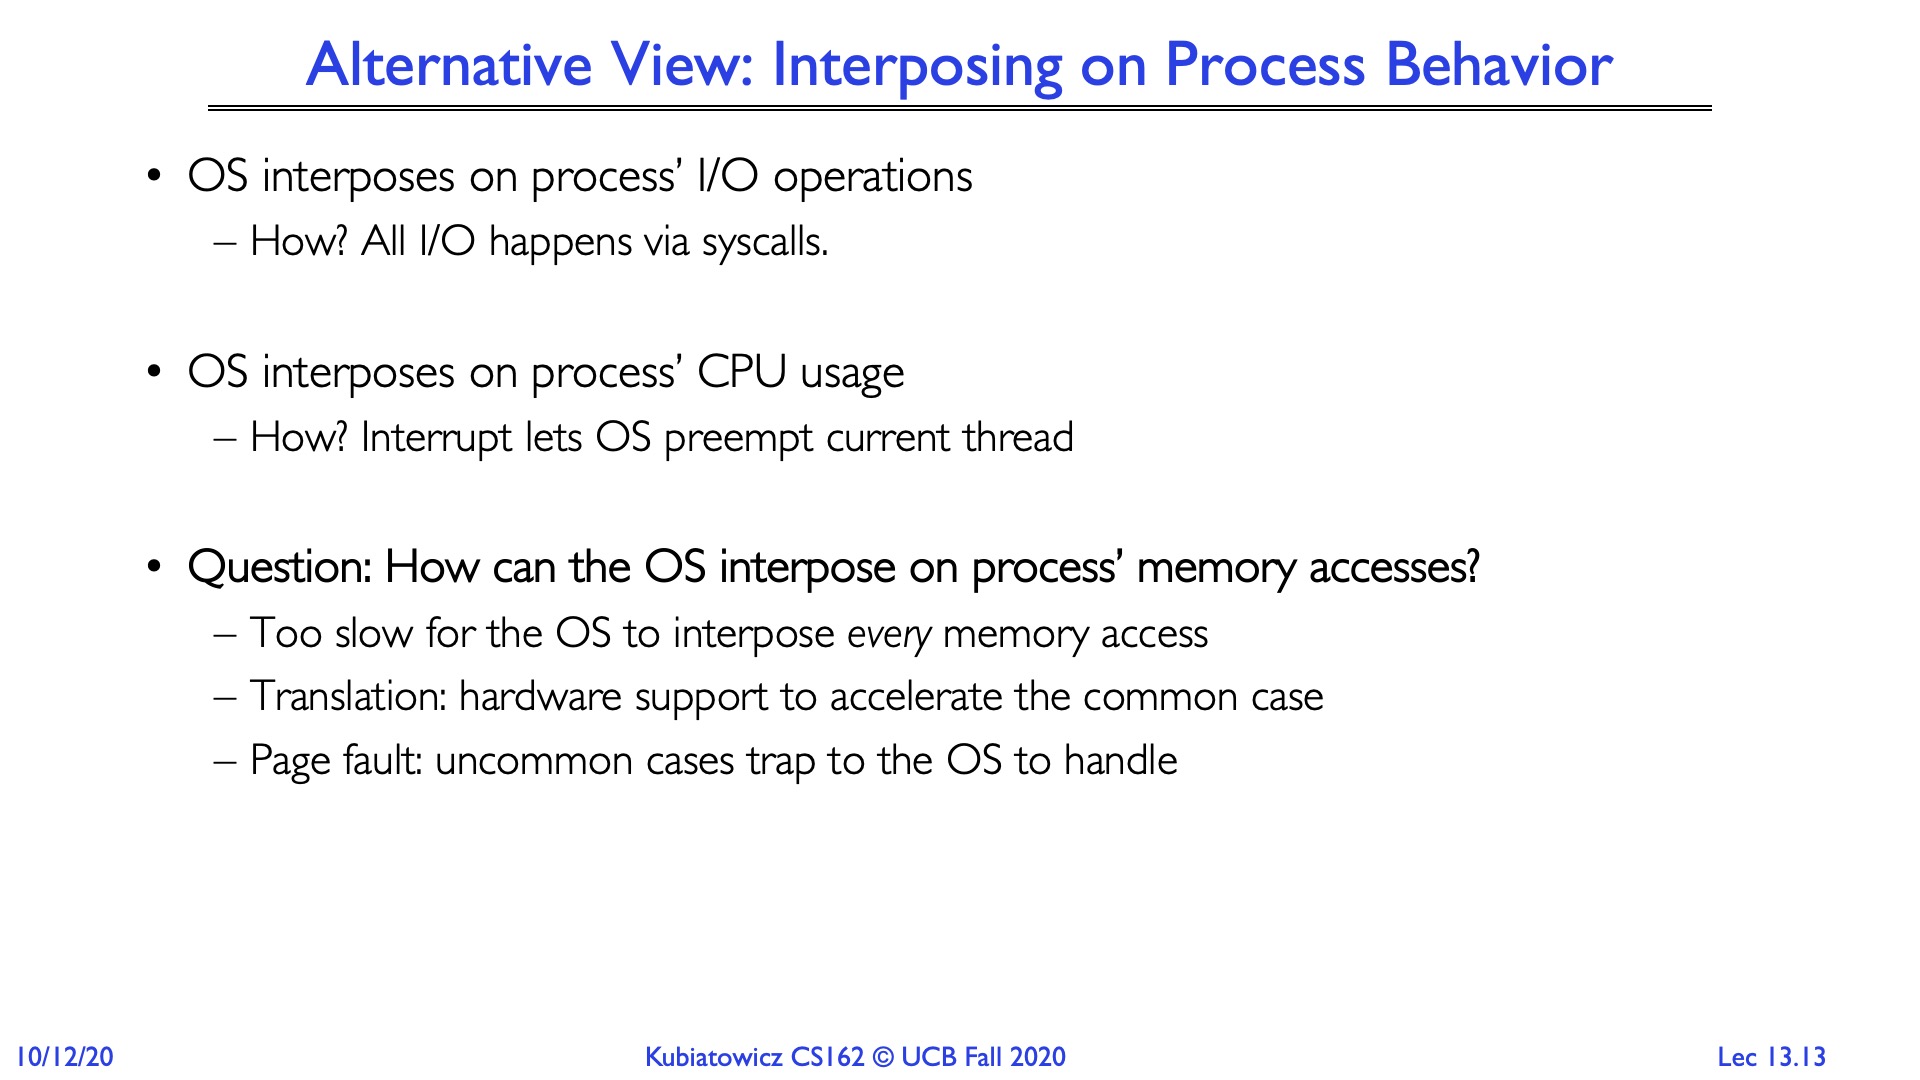 Alternative View: Interposing on Process Behavior
• OS interposes on process’ I/O operations
– How? All I/O happens via syscalls.
• OS interposes on process’ CPU usage
– How? Interrupt lets OS preempt current thread
• Question: How can the OS interpose on process’ memory accesses?
– Too slow for the OS to interpose every memory access
– Translation: hardware support to accelerate the common case
– Page fault: uncommon cases trap to the OS to handle
10/12/20
Kubiatowicz CS162 © UCB Fall 2020
Lec 13.13